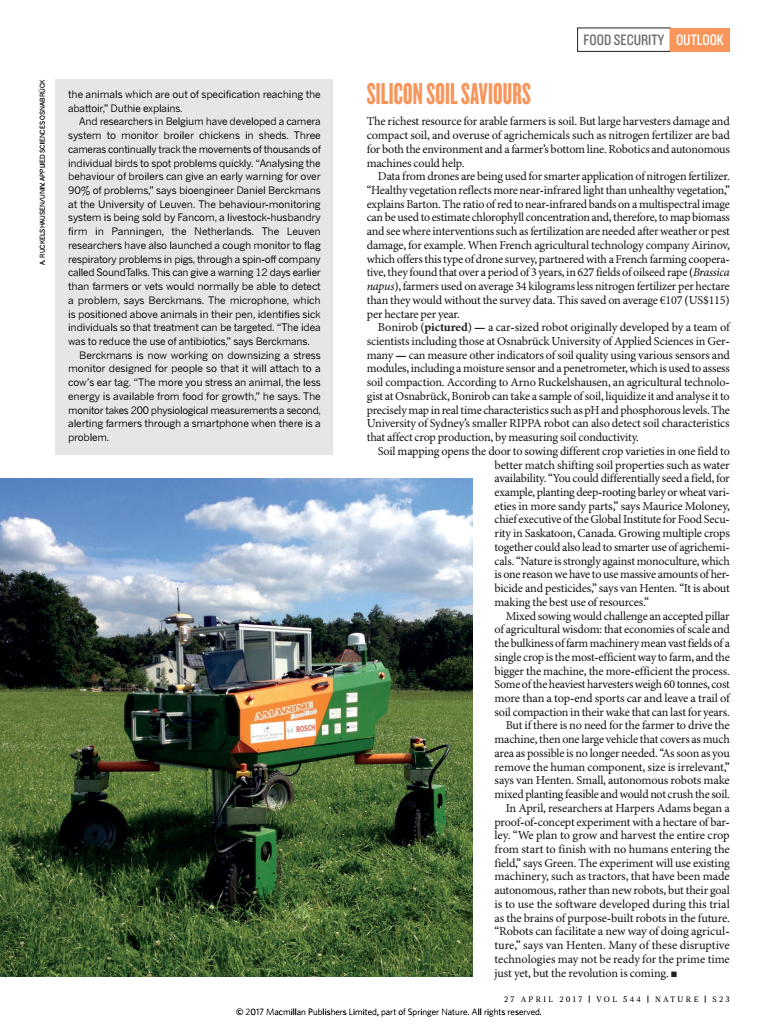 FOOD SECURITY OUTLOOK
A. RUCKELSHAUSEN/UNIV. APPLIED SCIENCES OSNABRÜCK
the animals which are out of specification reaching the
abattoir,” Duthie explains.
And researchers in Belgium have developed a camera
system to monitor broiler chickens in sheds. Three
cameras continually track the movements of thousands of
individual birds to spot problems quickly. “Analysing the
behaviour of broilers can give an early warning for over
90% of problems,” says bioengineer Daniel Berckmans
at the University of Leuven. The behaviour-monitoring
system is being sold by Fancom, a livestock-husbandry
firm in Panningen, the Netherlands. The Leuven
researchers have also launched a cough monitor to flag
respiratory problems in pigs, through a spin-off company
called SoundTalks. This can give a warning 12 days earlier
than farmers or vets would normally be able to detect
a problem, says Berckmans. The microphone, which
is positioned above animals in their pen, identifies sick
individuals so that treatment can be targeted. “The idea
was to reduce the use of antibiotics,” says Berckmans.
Berckmans is now working on downsizing a stress
monitor designed for people so that it will attach to a
cow’s ear tag. “The more you stress an animal, the less
energy is available from food for growth,” he says. The
monitor takes 200 physiological measurements a second,
alerting farmers through a smartphone when there is a
problem.
SILICON SOIL SAVIOURS
The richest resource for arable farmers is soil. But large harvesters damage and
compact soil, and overuse of agrichemicals such as nitrogen fertilizer are bad
for both the environment and a farmer’s bottom line. Robotics and autonomous
machines could help.
Data from drones are being used for smarter application of nitrogen fertilizer.
“Healthy vegetation reflects more near-infrared light than unhealthy vegetation,”
explains Barton. The ratio of red to near-infrared bands on a multispectral image
can be used to estimate chlorophyll concentration and, therefore, to map biomass
and see where interventions such as fertilization are needed after weather or pest
damage, for example. When French agricultural technology company Airinov,
which offers this type of drone survey, partnered with a French farming coopera-
tive, they found that over a period of 3 years, in 627 fields of oilseed rape (Brassica
napus), farmers used on average 34 kilograms less nitrogen fertilizer per hectare
than they would without the survey data. This saved on average €107 (US$115)
per hectare per year.
Bonirob (pictured) — a car-sized robot originally developed by a team of
scientists including those at Osnabrück University of Applied Sciences in Ger-
many — can measure other indicators of soil quality using various sensors and
modules, including a moisture sensor and a penetrometer, which is used to assess
soil compaction. According to Arno Ruckelshausen, an agricultural technolo-
gist at Osnabrück, Bonirob can take a sample of soil, liquidize it and analyse it to
precisely map in real time characteristics such as pH and phosphorous levels. The
University of Sydney’s smaller RIPPA robot can also detect soil characteristics
that affect crop production, by measuring soil conductivity.
Soil mapping opens the door to sowing different crop varieties in one field to
better match shifting soil properties such as water
availability. “You could differentially seed a field, for
example, planting deep-rooting barley or wheat vari-
eties in more sandy parts,” says Maurice Moloney,
chief executive of the Global Institute for Food Secu-
rity in Saskatoon, Canada. Growing multiple crops
together could also lead to smarter use of agrichemi-
cals. “Nature is strongly against monoculture, which
is one reason we have to use massive amounts of her-
bicide and pesticides,” says van Henten. “It is about
making the best use of resources.”
Mixed sowing would challenge an accepted pillar
of agricultural wisdom: that economies of scale and
the bulkiness of farm machinery mean vast fields of a
single crop is the most-efficient way to farm, and the
bigger the machine, the more-efficient the process.
Some of the heaviest harvesters weigh 60 tonnes, cost
more than a top-end sports car and leave a trail of
soil compaction in their wake that can last for years.
But if there is no need for the farmer to drive the
machine, then one large vehicle that covers as much
area as possible is no longer needed. “As soon as you
remove the human component, size is irrelevant,”
says van Henten. Small, autonomous robots make
mixed planting feasible and would not crush the soil.
In April, researchers at Harpers Adams began a
proof-of-concept experiment with a hectare of bar-
ley. “We plan to grow and harvest the entire crop
from start to finish with no humans entering the
field,” says Green. The experiment will use existing
machinery, such as tractors, that have been made
autonomous, rather than new robots, but their goal
is to use the software developed during this trial
as the brains of purpose-built robots in the future.
“Robots can facilitate a new way of doing agricul-
ture,” says van Henten. Many of these disruptive
technologies may not be ready for the prime time
just yet, but the revolution is coming. ■
AMAZONE
BoniRob
BOSCH
27 APRIL 2017 | VOL 544 | NATURE | S23
© 2017 Macmillan Publishers Limited, part of Springer Nature. All rights reserved.